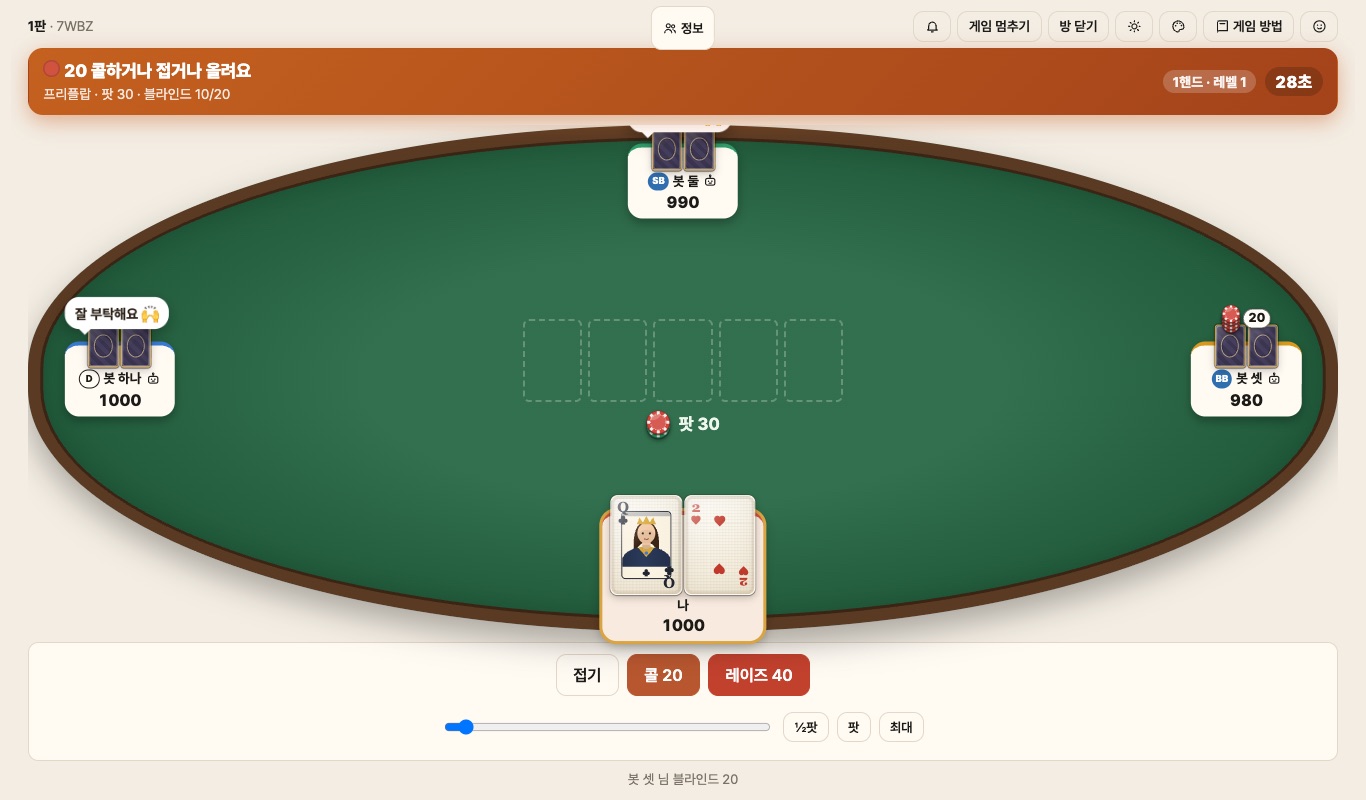 1판 · 7WBZ
정보
게임 멈추기
방 닫기
게임 방법
20 콜하거나 접거나 올려요
프리플랍 · 팟 30 · 블라인드 10/20
1핸드 · 레벨 1
28초
SB 봇 둘
990
잘 부탁해요 🙌
D 봇 하나
1000
20
BB 봇 셋
980
팟 30
Q
Q
2
2
나
1000
접기
콜 20
레이즈 40
½팟
팟
최대
봇 셋 님 블라인드 20